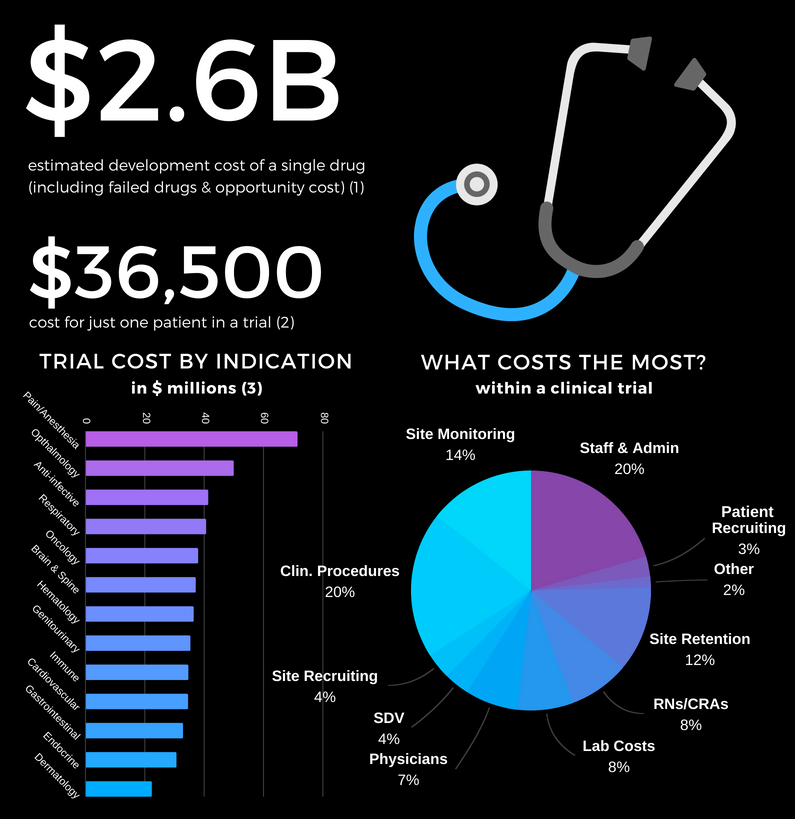 $2.6B
estimated development cost of a single drug
(including failed drugs & opportunity cost) (1)
$36,500
cost for just one patient in a trial (2)
TRIAL COST BY INDICATION
in $ millions (3)
0
20
40
60
80
Pain/Anesthesia
Opthalmology
Anti-infective
Respiratory
Oncology
Brain & Spine
Hematology
Genitourinary
Immune
Cardiovascular
Gastrointestinal
Endocrine
Dermatology
WHAT COSTS THE MOST?
within a clinical trial
Site Monitoring
14%
Staff & Admin
20%
Patient
Recruiting
3%
Other
2%
Site Retention
12%
RNs/CRAs
8%
Lab Costs
8%
Physicians
7%
SDV
4%
Site Recruiting
4%
Clin. Procedures
20%